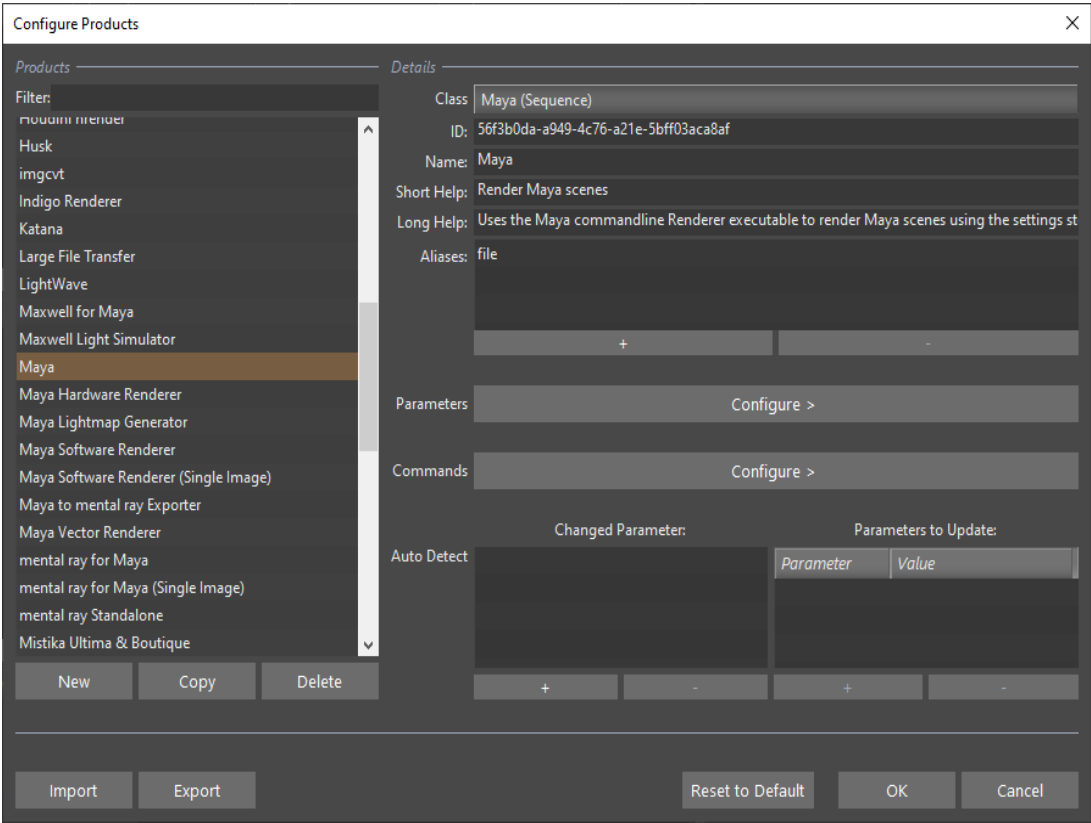 Configure Products
Products
Filter:
Houdini hrender
Husk
imgcvt
Indigo Renderer
Katana
Large File Transfer
LightWave
Maxwell for Maya
Maxwell Light Simulator
Maya
Maya Hardware Renderer
Maya Lightmap Generator
Maya Software Renderer
Maya Software Renderer (Single Image)
Maya to mental ray Exporter
Maya Vector Renderer
mental ray for Maya
mental ray for Maya (Single Image)
mental ray Standalone
Mistika Ultima & Boutique
New Copy Delete
Details
Class Maya (Sequence)
ID: 56f3b0da-a949-4c76-a21e-5bff03aca8af
Name: Maya
Short Help: Render Maya scenes
Long Help: Uses the Maya commandline Renderer executable to render Maya scenes using the settings st
Aliases: file
+ -
Parameters Configure >
Commands Configure >
Changed Parameter: Parameters to Update:
Auto Detect Parameter Value
+ - + -
Import Export Reset to Default OK Cancel